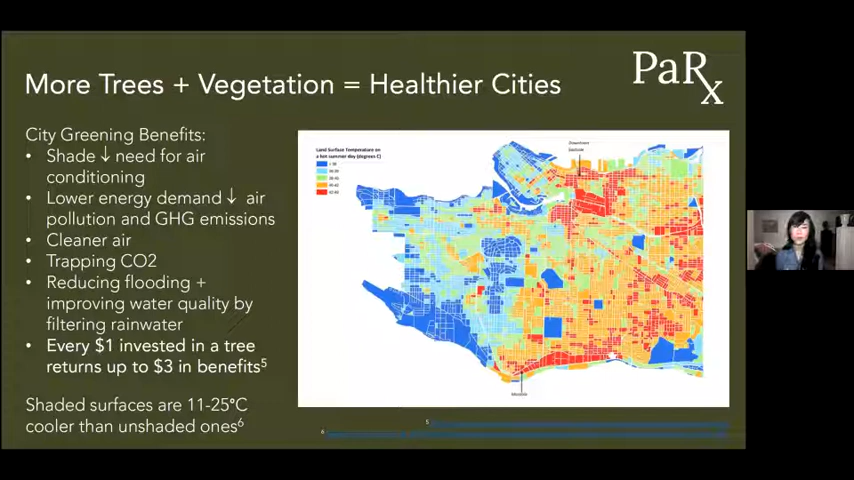 More Trees + Vegetation = Healthier Cities
PaRx
City Greening Benefits:
• Shade ↓ need for air
conditioning
• Lower energy demand ↓ air
pollution and GHG emissions
• Cleaner air
• Trapping CO2
• Reducing flooding +
improving water quality by
filtering rainwater
• Every $1 invested in a tree
returns up to $3 in benefits5
Shaded surfaces are 11-25°C
cooler than unshaded ones6
Land Surface Temperature on
a hot summer day (degrees C)
Downtown
Eastside
5
6